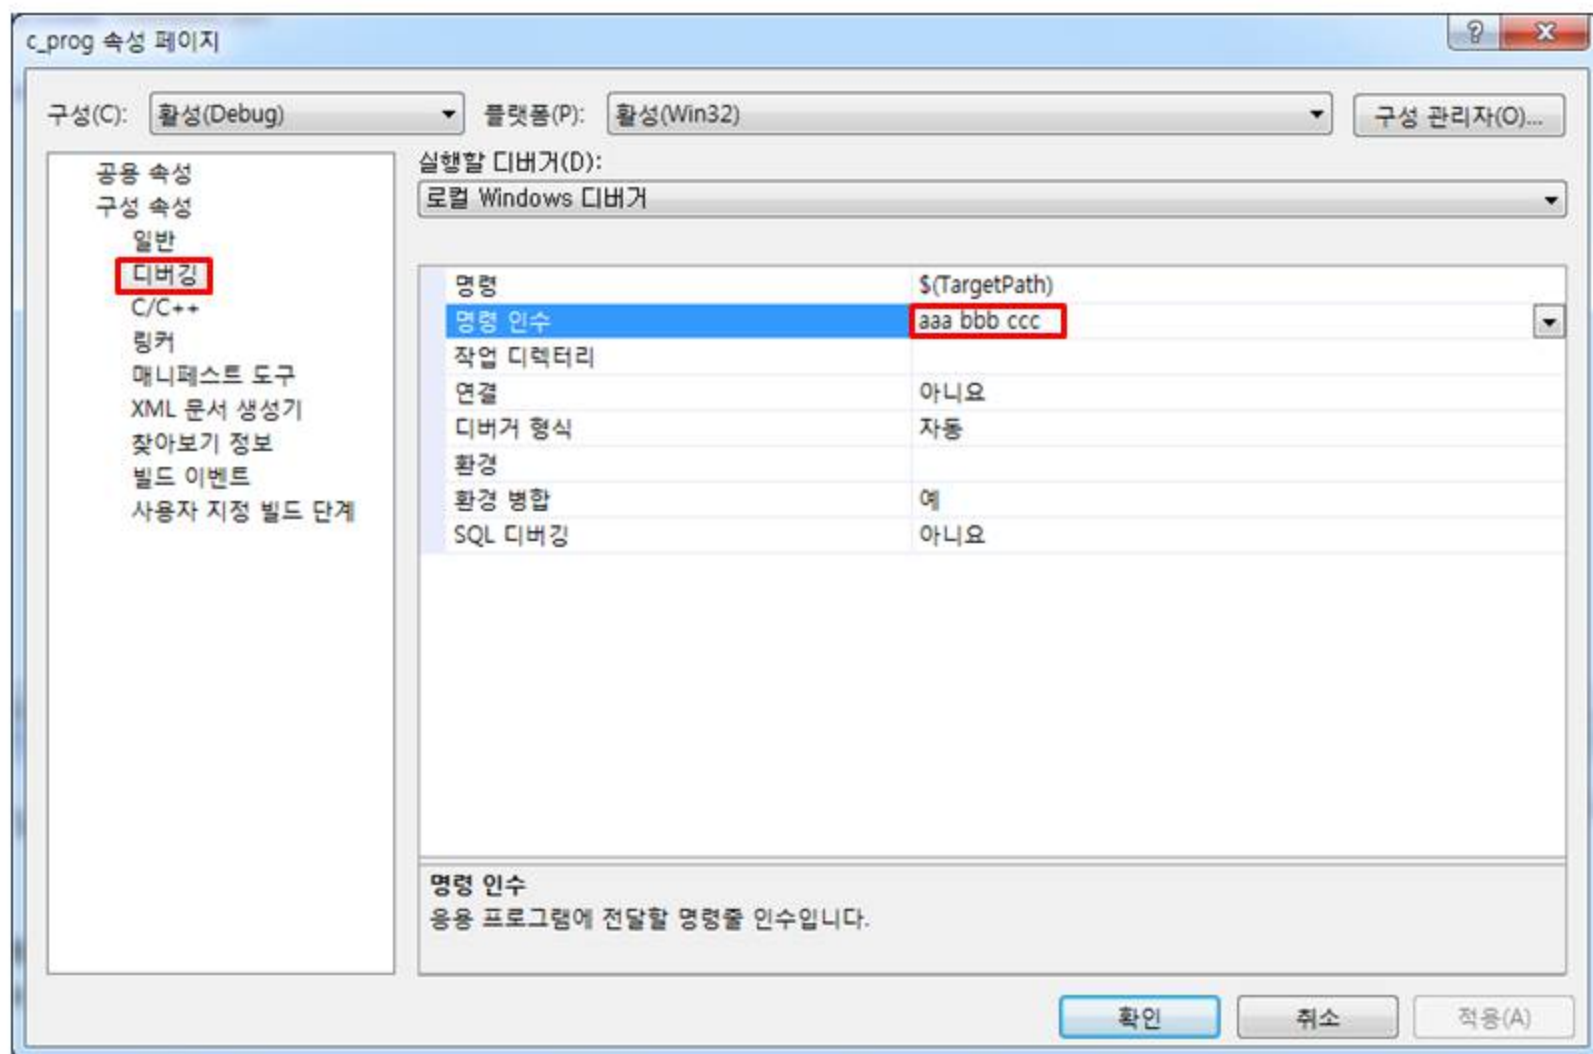 c_prog 속성 페이지
구성(C): 활성(Debug) 플랫폼(P): 활성(Win32) 구성 관리자(O)...
공용 속성
구성 속성
일반
디버깅
C/C++
링커
매니페스트 도구
XML 문서 생성기
찾아보기 정보
빌드 이벤트
사용자 지정 빌드 단계
실행할 디버거(D):
로컬 Windows 디버거
명령 $(TargetPath)
명령 인수 aaa bbb ccc
작업 디렉터리
연결 아니요
디버거 형식 자동
환경
환경 병합 예
SQL 디버깅 아니요
명령 인수
응용 프로그램에 전달할 명령줄 인수입니다.
확인 취소 적용(A)